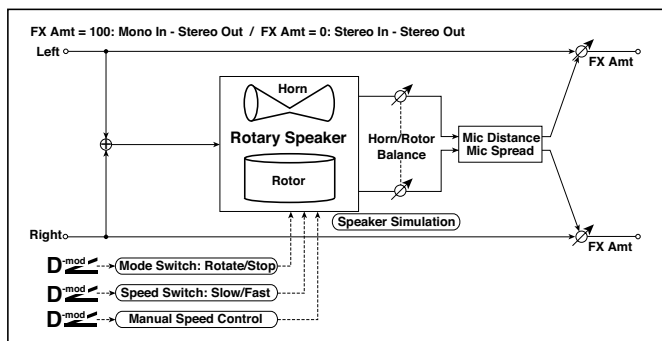 FX Amt = 100: Mono In - Stereo Out / FX Amt = 0: Stereo In - Stereo Out
Left
FX Amt
Horn
Rotary Speaker
Horn/Rotor
Balance
Mic Distance
Mic Spread
Rotor
Speaker Simulation
Right
FX Amt
D-mod
Mode Switch: Rotate/Stop
D-mod
Speed Switch: Slow/Fast
D-mod
Manual Speed Control